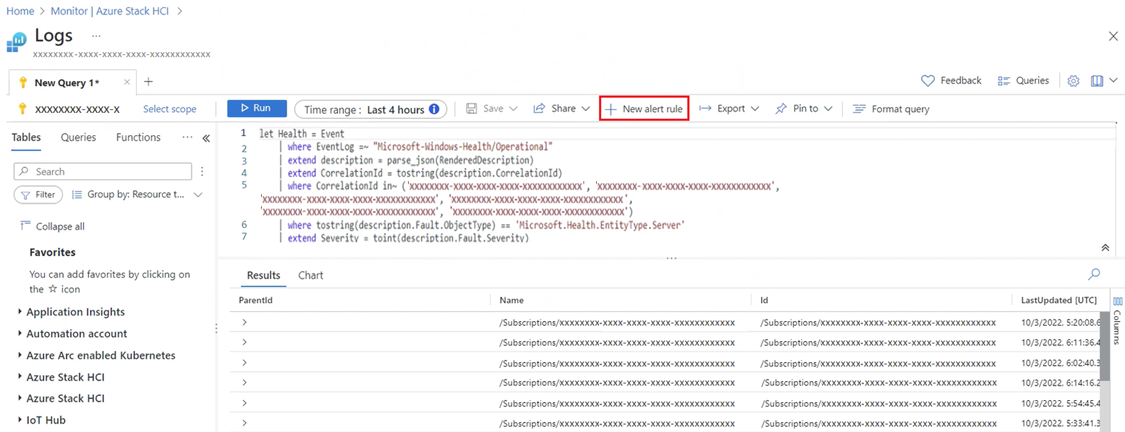 Home > Monitor | Azure Stack HCI >
Logs ...
xxxxxxxx-xxxx-xxxx-xxxx-xxxxxxxxxxxx
New Query 1* × +
Feedback Queries
xxxxxxxx-xxxx-x Select scope Run Time range : Last 4 hours Save Share + New alert rule Export Pin to Format query
Tables Queries Functions ... «
Search
Filter Group by: Resource t...
Collapse all
Favorites
You can add favorites by clicking on
the ☆ icon
Application Insights
Automation account
Azure Arc enabled Kubernetes
Azure Stack HCI
Azure Stack HCI
IoT Hub
1 let Health = Event
2 | where EventLog =~ "Microsoft-Windows-Health/Operational"
3 | extend description = parse_json(RenderedDescription)
4 | extend CorrelationId = tostring(description.CorrelationId)
5 | where CorrelationId in~ ('xxxxxxxx-xxxx-xxxx-xxxx-xxxxxxxxxxxx', 'xxxxxxxx-xxxx-xxxx-xxxx-xxxxxxxxxxxx',
'xxxxxxxx-xxxx-xxxx-xxxx-xxxxxxxxxxxx', 'xxxxxxxx-xxxx-xxxx-xxxx-xxxxxxxxxxxx',
'xxxxxxxx-xxxx-xxxx-xxxx-xxxxxxxxxxxx', 'xxxxxxxx-xxxx-xxxx-xxxx-xxxxxxxxxxxx')
6 | where tostring(description.Fault.ObjectType) == 'Microsoft.Health.EntityType.Server'
7 | extend Severity = toint(description.Fault.Severity)
...
Results Chart
ParentId Name Id LastUpdated [UTC]
> /Subscriptions/xxxxxxxx-xxxx-xxxx-xxxx-xxxxxxxxxxxx /Subscriptions/xxxxxxxx-xxxx-xxxx-xxxx-xxxxxxxxxxxx 10/3/2022, 5:20:08.6
> /Subscriptions/xxxxxxxx-xxxx-xxxx-xxxx-xxxxxxxxxxxx /Subscriptions/xxxxxxxx-xxxx-xxxx-xxxx-xxxxxxxxxxxx 10/3/2022, 6:11:36.4
> /Subscriptions/xxxxxxxx-xxxx-xxxx-xxxx-xxxxxxxxxxxx /Subscriptions/xxxxxxxx-xxxx-xxxx-xxxx-xxxxxxxxxxxx 10/3/2022, 6:02:40.3
> /Subscriptions/xxxxxxxx-xxxx-xxxx-xxxx-xxxxxxxxxxxx /Subscriptions/xxxxxxxx-xxxx-xxxx-xxxx-xxxxxxxxxxxx 10/3/2022, 6:14:16.2
> /Subscriptions/xxxxxxxx-xxxx-xxxx-xxxx-xxxxxxxxxxxx /Subscriptions/xxxxxxxx-xxxx-xxxx-xxxx-xxxxxxxxxxxx 10/3/2022, 5:54:45.4
> /Subscriptions/xxxxxxxx-xxxx-xxxx-xxxx-xxxxxxxxxxxx /Subscriptions/xxxxxxxx-xxxx-xxxx-xxxx-xxxxxxxxxxxx 10/3/2022, 5:33:41.3
Columns